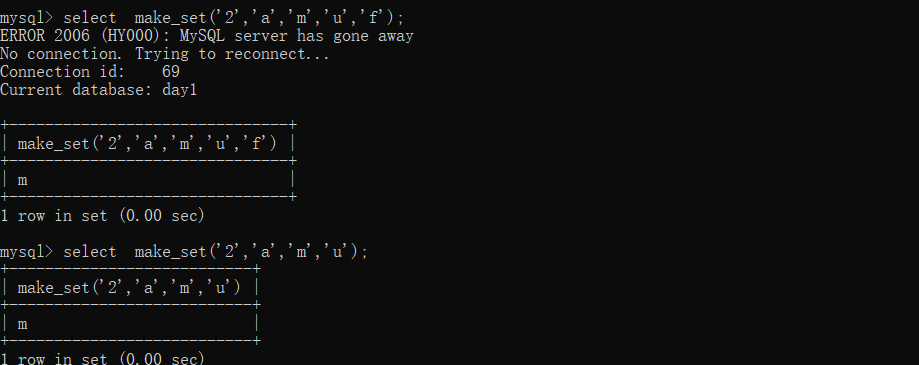 mysql> select  make_set('2','a','m','u','f');
ERROR 2006 (HY000): MySQL server has gone away
No connection. Trying to reconnect...
Connection id:    69
Current database: day1
+-------------------------------+
| make_set('2','a','m','u','f') |
+-------------------------------+
| m                             |
+-------------------------------+
1 row in set (0.00 sec)
mysql> select  make_set('2','a','m','u');
+---------------------------+
| make_set('2','a','m','u') |
+---------------------------+
| m                         |
+---------------------------+
1 row in set (0.00 sec)